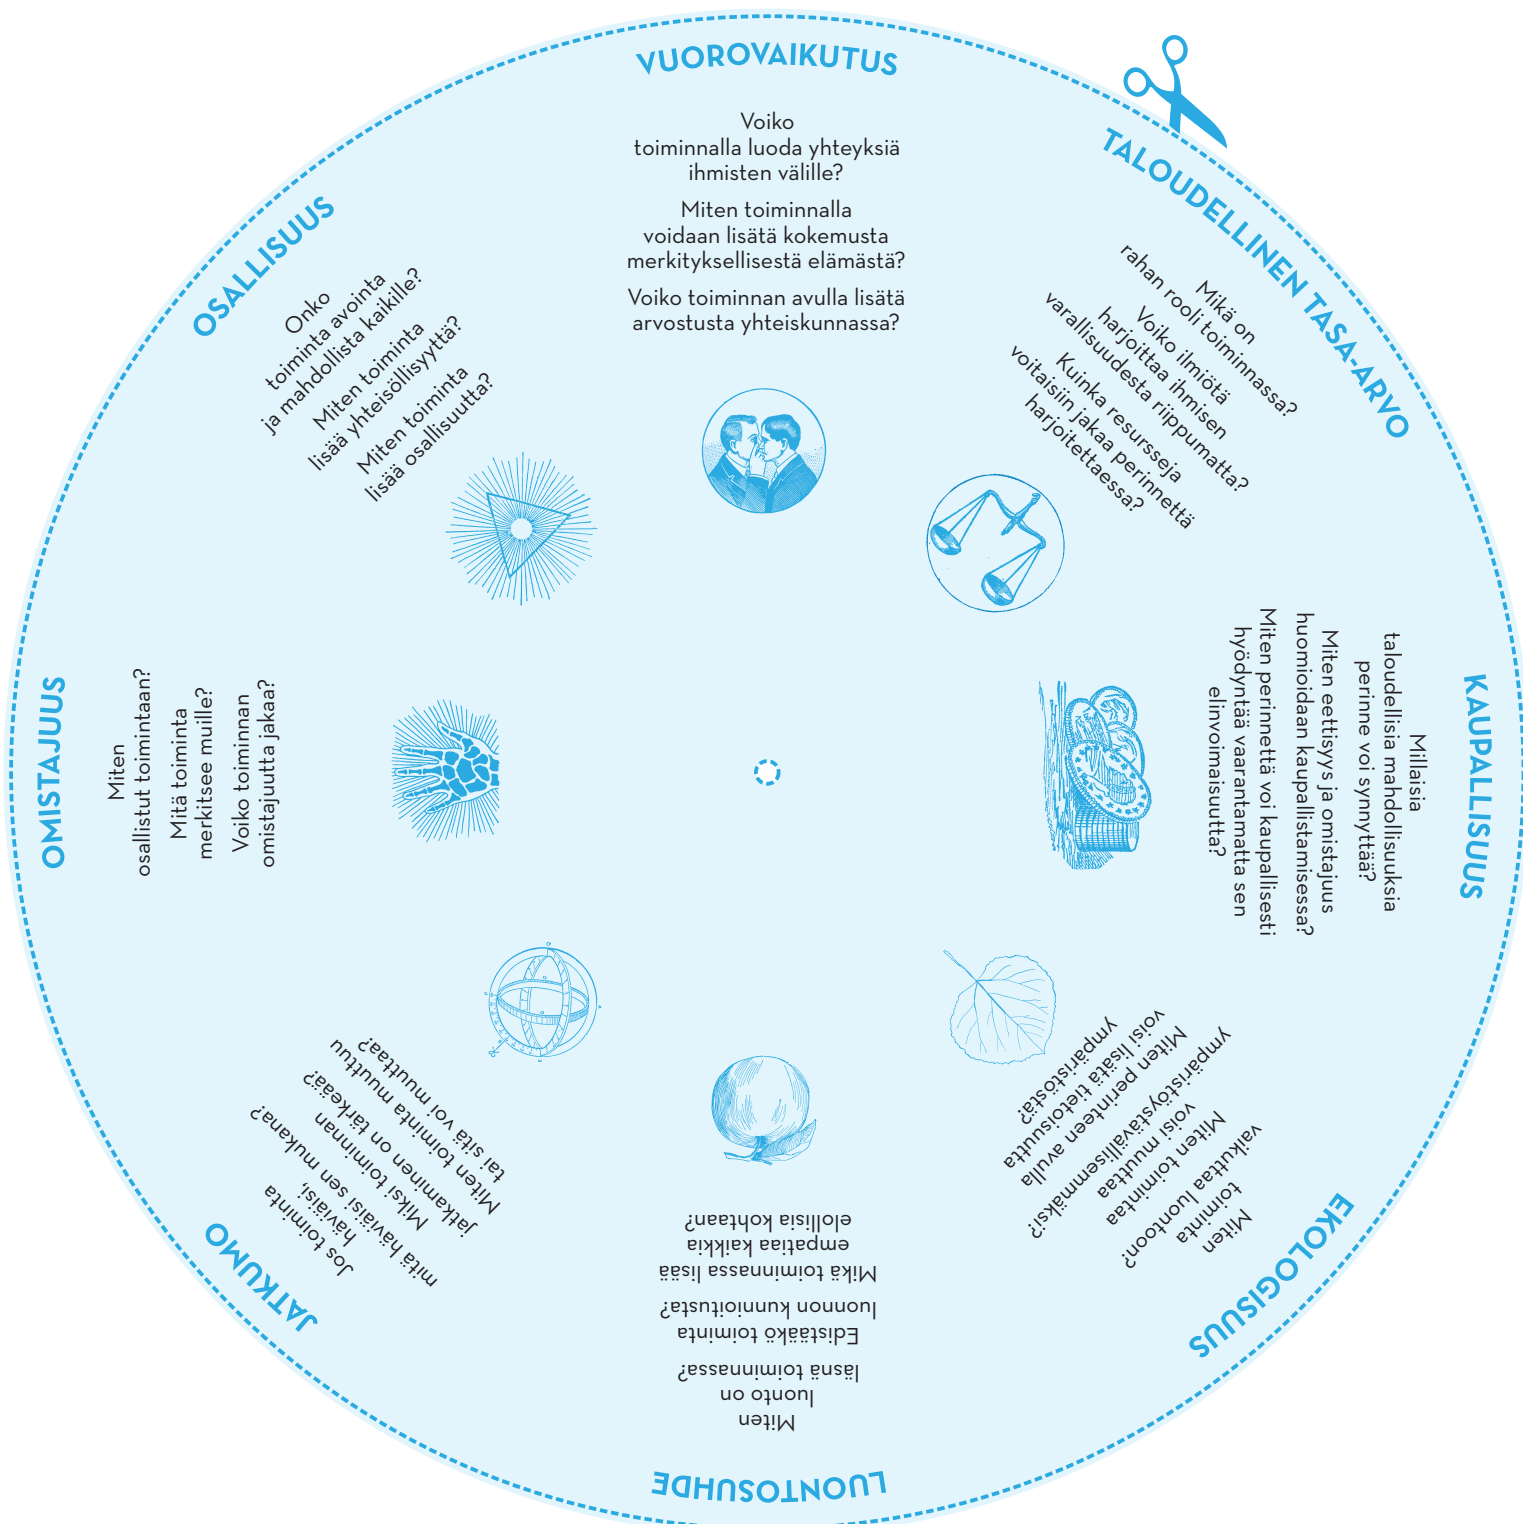 VUOROVAIKUTUS
Voiko
toiminnalla luoda yhteyksiä
ihmisten välille?
Miten toiminnalla
voidaan lisätä kokemusta
merkityksellisestä elämästä?
Voiko toiminnan avulla lisätä
arvostusta yhteiskunnassa?
TALOUDELLINEN TASA-ARVO
Mikä on
rahan rooli toiminnassa?
Voiko ilmiötä
harjoittaa ihmisen
varallisuudesta riippumatta?
Kuinka resursseja
voitaisiin jakaa perinnettä
harjoitettaessa?
KAUPALLISUUS
Millaisia
taloudellisia mahdollisuuksia
perinne voi synnyttää?
Miten eettisyys ja omistajuus
huomioidaan kaupallistamisessa?
Miten perinnettä voi kaupallisesti
hyödyntää vaarantamatta sen
elinvoimaisuutta?
EKOLOGISUUS
Miten
toiminta
vaikuttaa luontoon?
Miten toimintaa
voisi muuttaa
ympäristöystävällisemmäksi?
Miten perinteen avulla
voisi lisätä tietoisuutta
ympäristöstä?
LUONTOSUHDE
Miten
luonto on
läsnä toiminnassa?
Edistääkö toiminta
luonnon kunnioitusta?
Mikä toiminnassa lisää
empatiaa kaikkia
elollisia kohtaan?
JATKUMO
Jos toiminta
häviäisi,
mitä häviäisi sen mukana?
Miksi toiminnan
jatkaminen on tärkeää?
Miten toiminta muuttuu
tai sitä voi muuttaa?
OMISTAJUUS
Miten
osallistut toimintaan?
Mitä toiminta
merkitsee muille?
Voiko toiminnan
omistajuutta jakaa?
OSALLISUUS
Onko
toiminta avointa
ja mahdollista kaikille?
Miten toiminta
lisää yhteisöllisyyttä?
Miten toiminta
lisää osallisuutta?